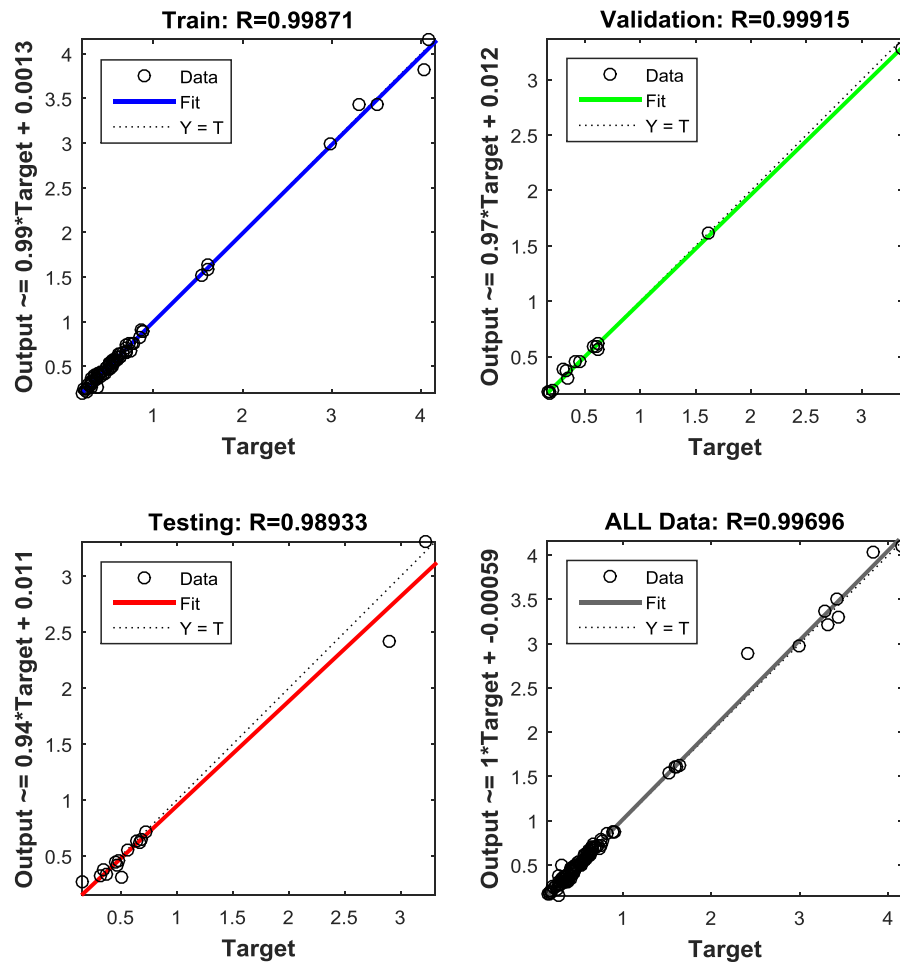 Train: R=0.99871
Output ~= 0.99*Target + 0.0013
4
3.5
3
2.5
2
1.5
1
0.5
Data
Fit
Y = T
1
2
3
4
Target
Validation: R=0.99915
Output ~= 0.97*Target + 0.012
3
2.5
2
1.5
1
0.5
Data
Fit
Y = T
0.5
1
1.5
2
2.5
3
Target
Testing: R=0.98933
Output ~= 0.94*Target + 0.011
3
2.5
2
1.5
1
0.5
Data
Fit
Y = T
0.5
1
1.5
2
2.5
3
Target
ALL Data: R=0.99696
Output ~= 1*Target + -0.00059
4
3.5
3
2.5
2
1.5
1
0.5
Data
Fit
Y = T
1
2
3
4
Target